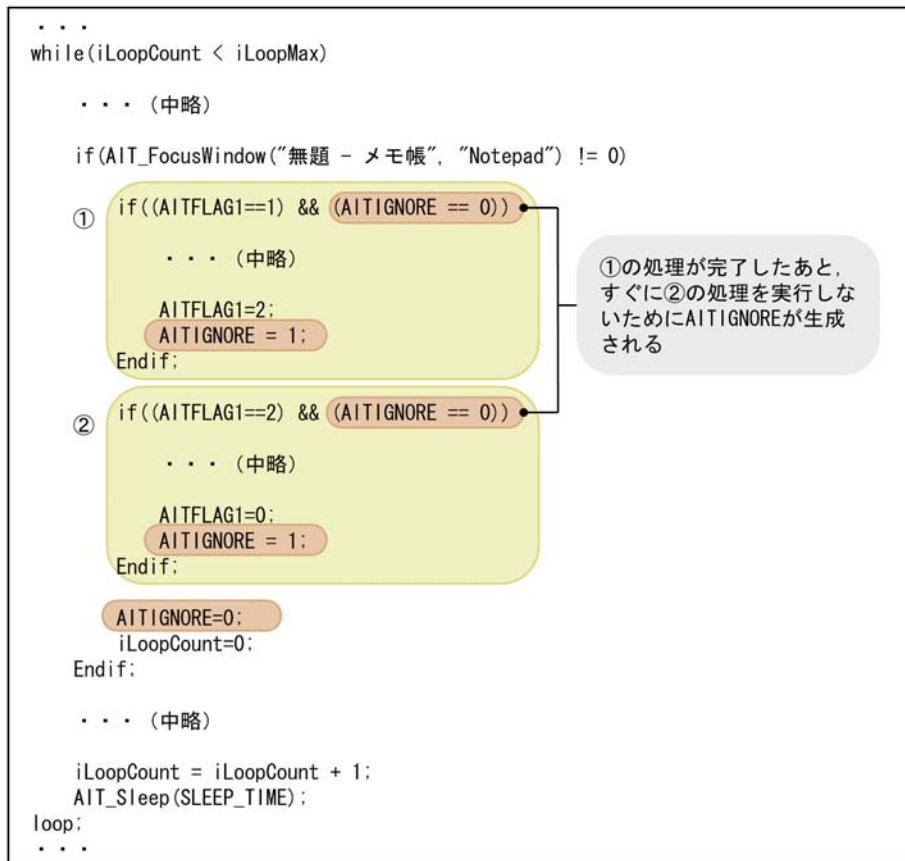 ・・・
while(iLoopCount < iLoopMax)
・・・（中略）
if(AIT_FocusWindow("無題 － メモ帳", "Notepad") != 0)
① if((AITFLAG1==1) && (AITIGNORE == 0))
・・・（中略）
AITFLAG1=2;
AITIGNORE = 1;
Endif;
② if((AITFLAG1==2) && (AITIGNORE == 0))
・・・（中略）
AITFLAG1=0;
AITIGNORE = 1;
Endif;
①の処理が完了したあと，
すぐに②の処理を実行しな
いためにAITIGNOREが生成
される
AITIGNORE=0;
iLoopCount=0;
Endif;
・・・（中略）
iLoopCount = iLoopCount + 1;
AIT_Sleep(SLEEP_TIME);
loop;
・・・